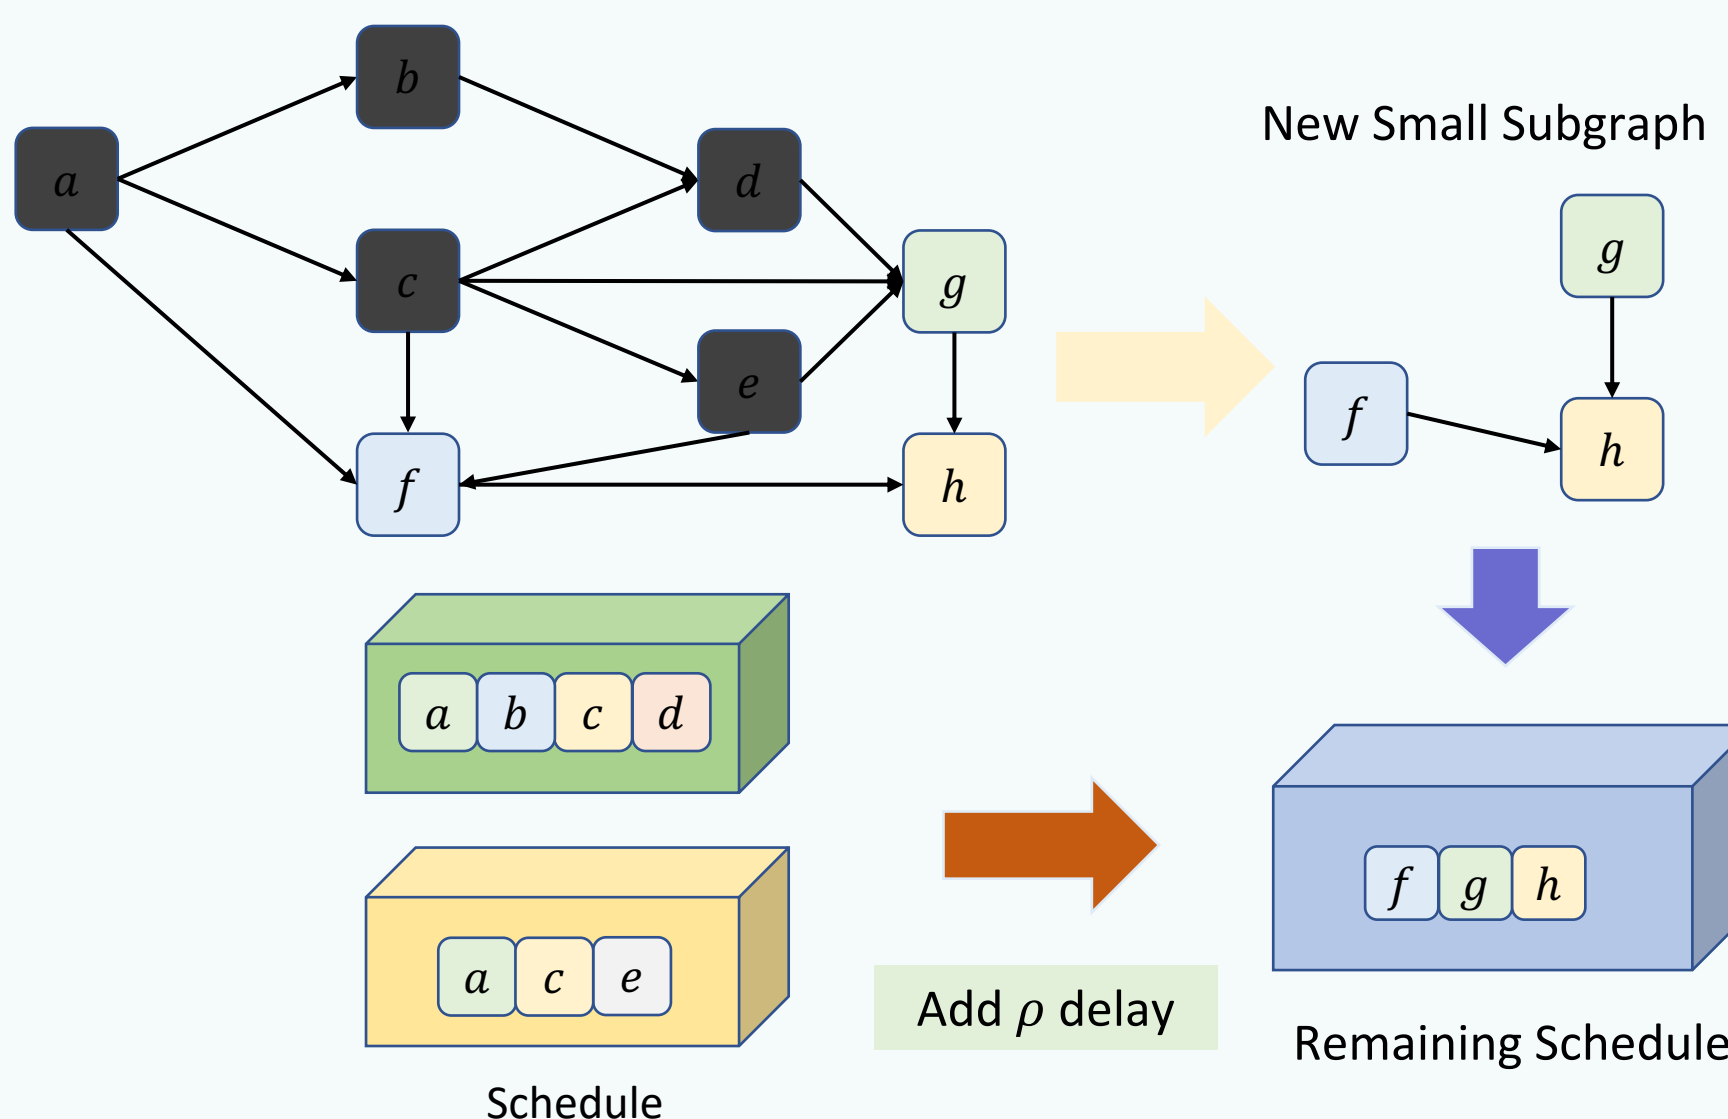 b
a
d
c
g
e
f
h
New Small Subgraph
g
f
h
a b c d
a c e
Schedule
Add ρ delay
f g h
Remaining Schedule